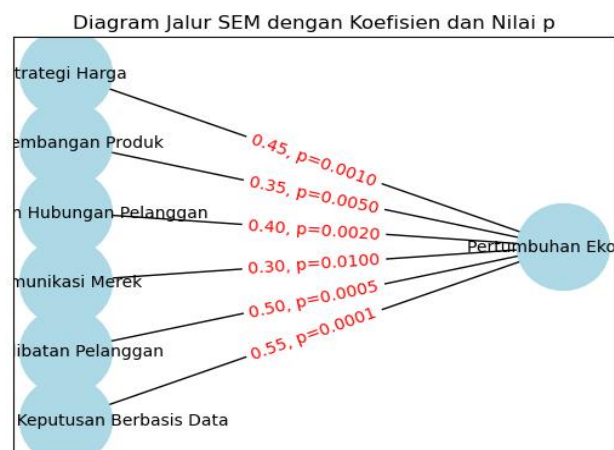 Diagram Jalur SEM dengan Koefisien dan Nilai p
trategi Harga
embangan Produk
n Hubungan Pelanggan
munikasi Merek
ibatan Pelanggan
Keputusan Berbasis Data
0.45, p=0.0010
0.35, p=0.0050
0.40, p=0.0020
0.30, p=0.0100
0.50, p=0.0005
0.55, p=0.0001
Pertumbuhan Eko